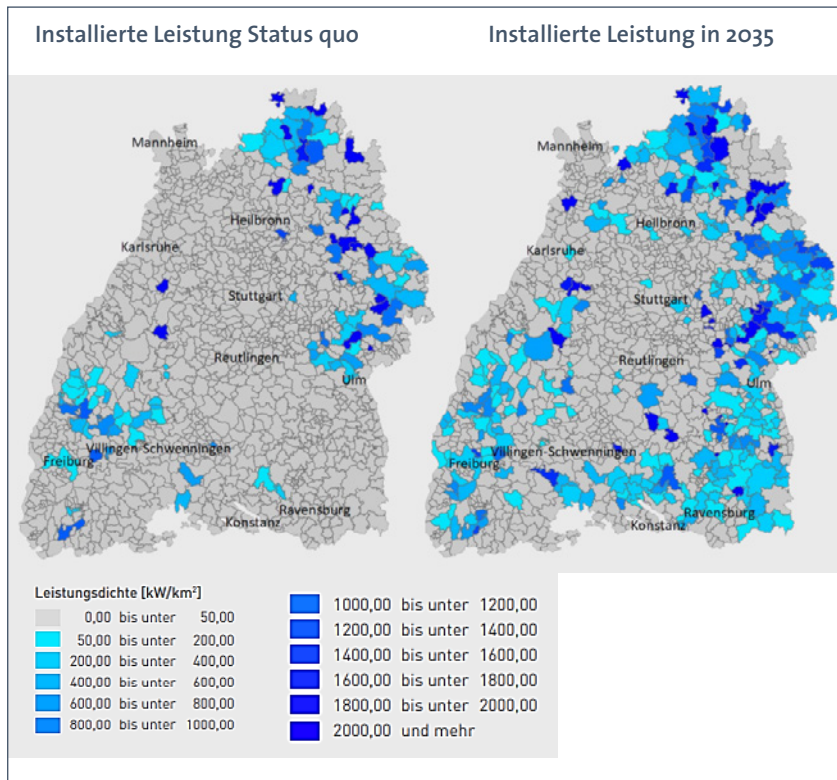 Installierte Leistung Status quo
Installierte Leistung in 2035
Mannheim
Heilbronn
Karlsruhe
Stuttgart
Reutlingen
Ulm
Villingen-Schwenningen
Freiburg
Ravensburg
Konstanz
Mannheim
Heilbronn
Karlsruhe
Stuttgart
Reutlingen
Ulm
Villingen-Schwenningen
Freiburg
Ravensburg
Konstanz
Leistungsdichte [kW/km²]
0,00 bis unter 50,00
50,00 bis unter 200,00
200,00 bis unter 400,00
400,00 bis unter 600,00
600,00 bis unter 800,00
800,00 bis unter 1000,00
1000,00 bis unter 1200,00
1200,00 bis unter 1400,00
1400,00 bis unter 1600,00
1600,00 bis unter 1800,00
1800,00 bis unter 2000,00
2000,00 und mehr